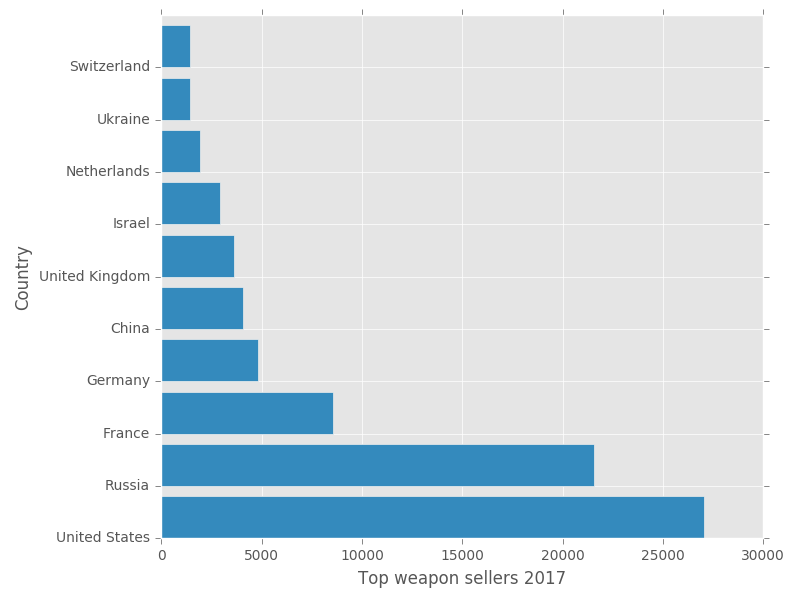 Switzerland
Ukraine
Netherlands
Israel
United Kingdom
China
Germany
France
Russia
United States
Country
0 5000 10000 15000 20000 25000 30000
Top weapon sellers 2017